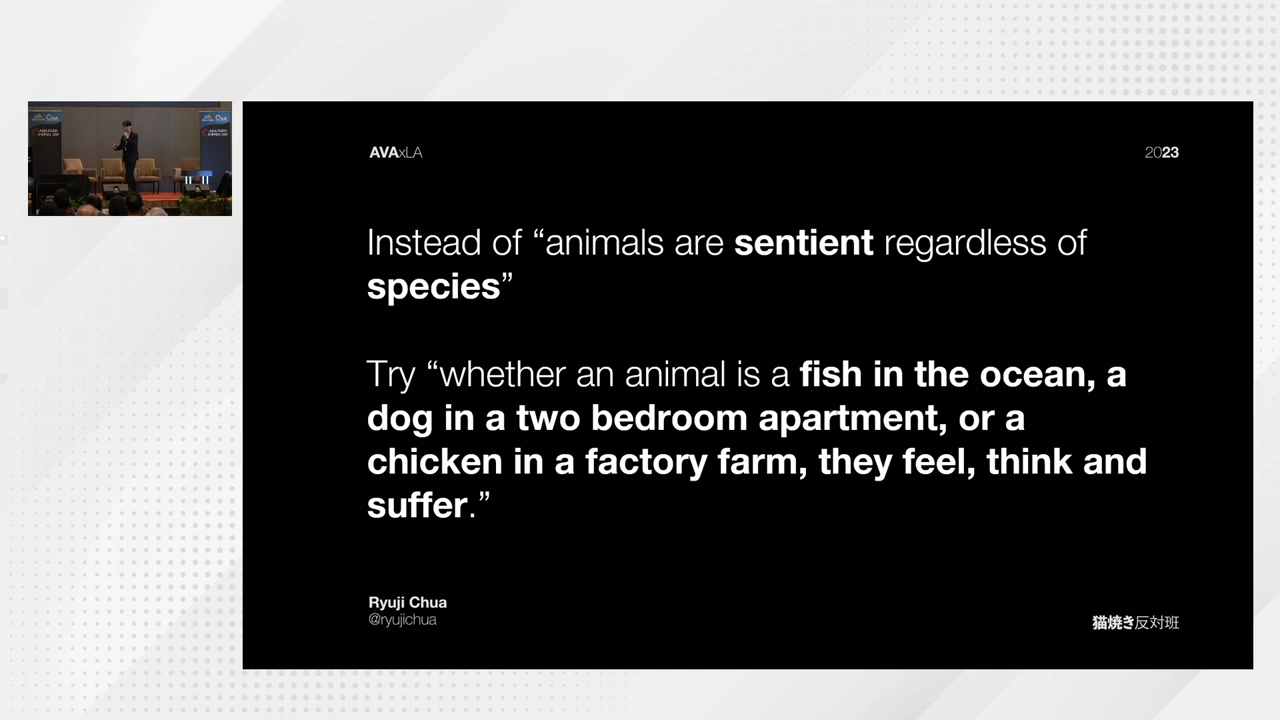 AVAxLA
2023
Instead of “animals are sentient regardless of
species”
Try “whether an animal is a fish in the ocean, a
dog in a two bedroom apartment, or a
chicken in a factory farm, they feel, think and
suffer.”
Ryuji Chua
@ryujichua
猫焼き反対班